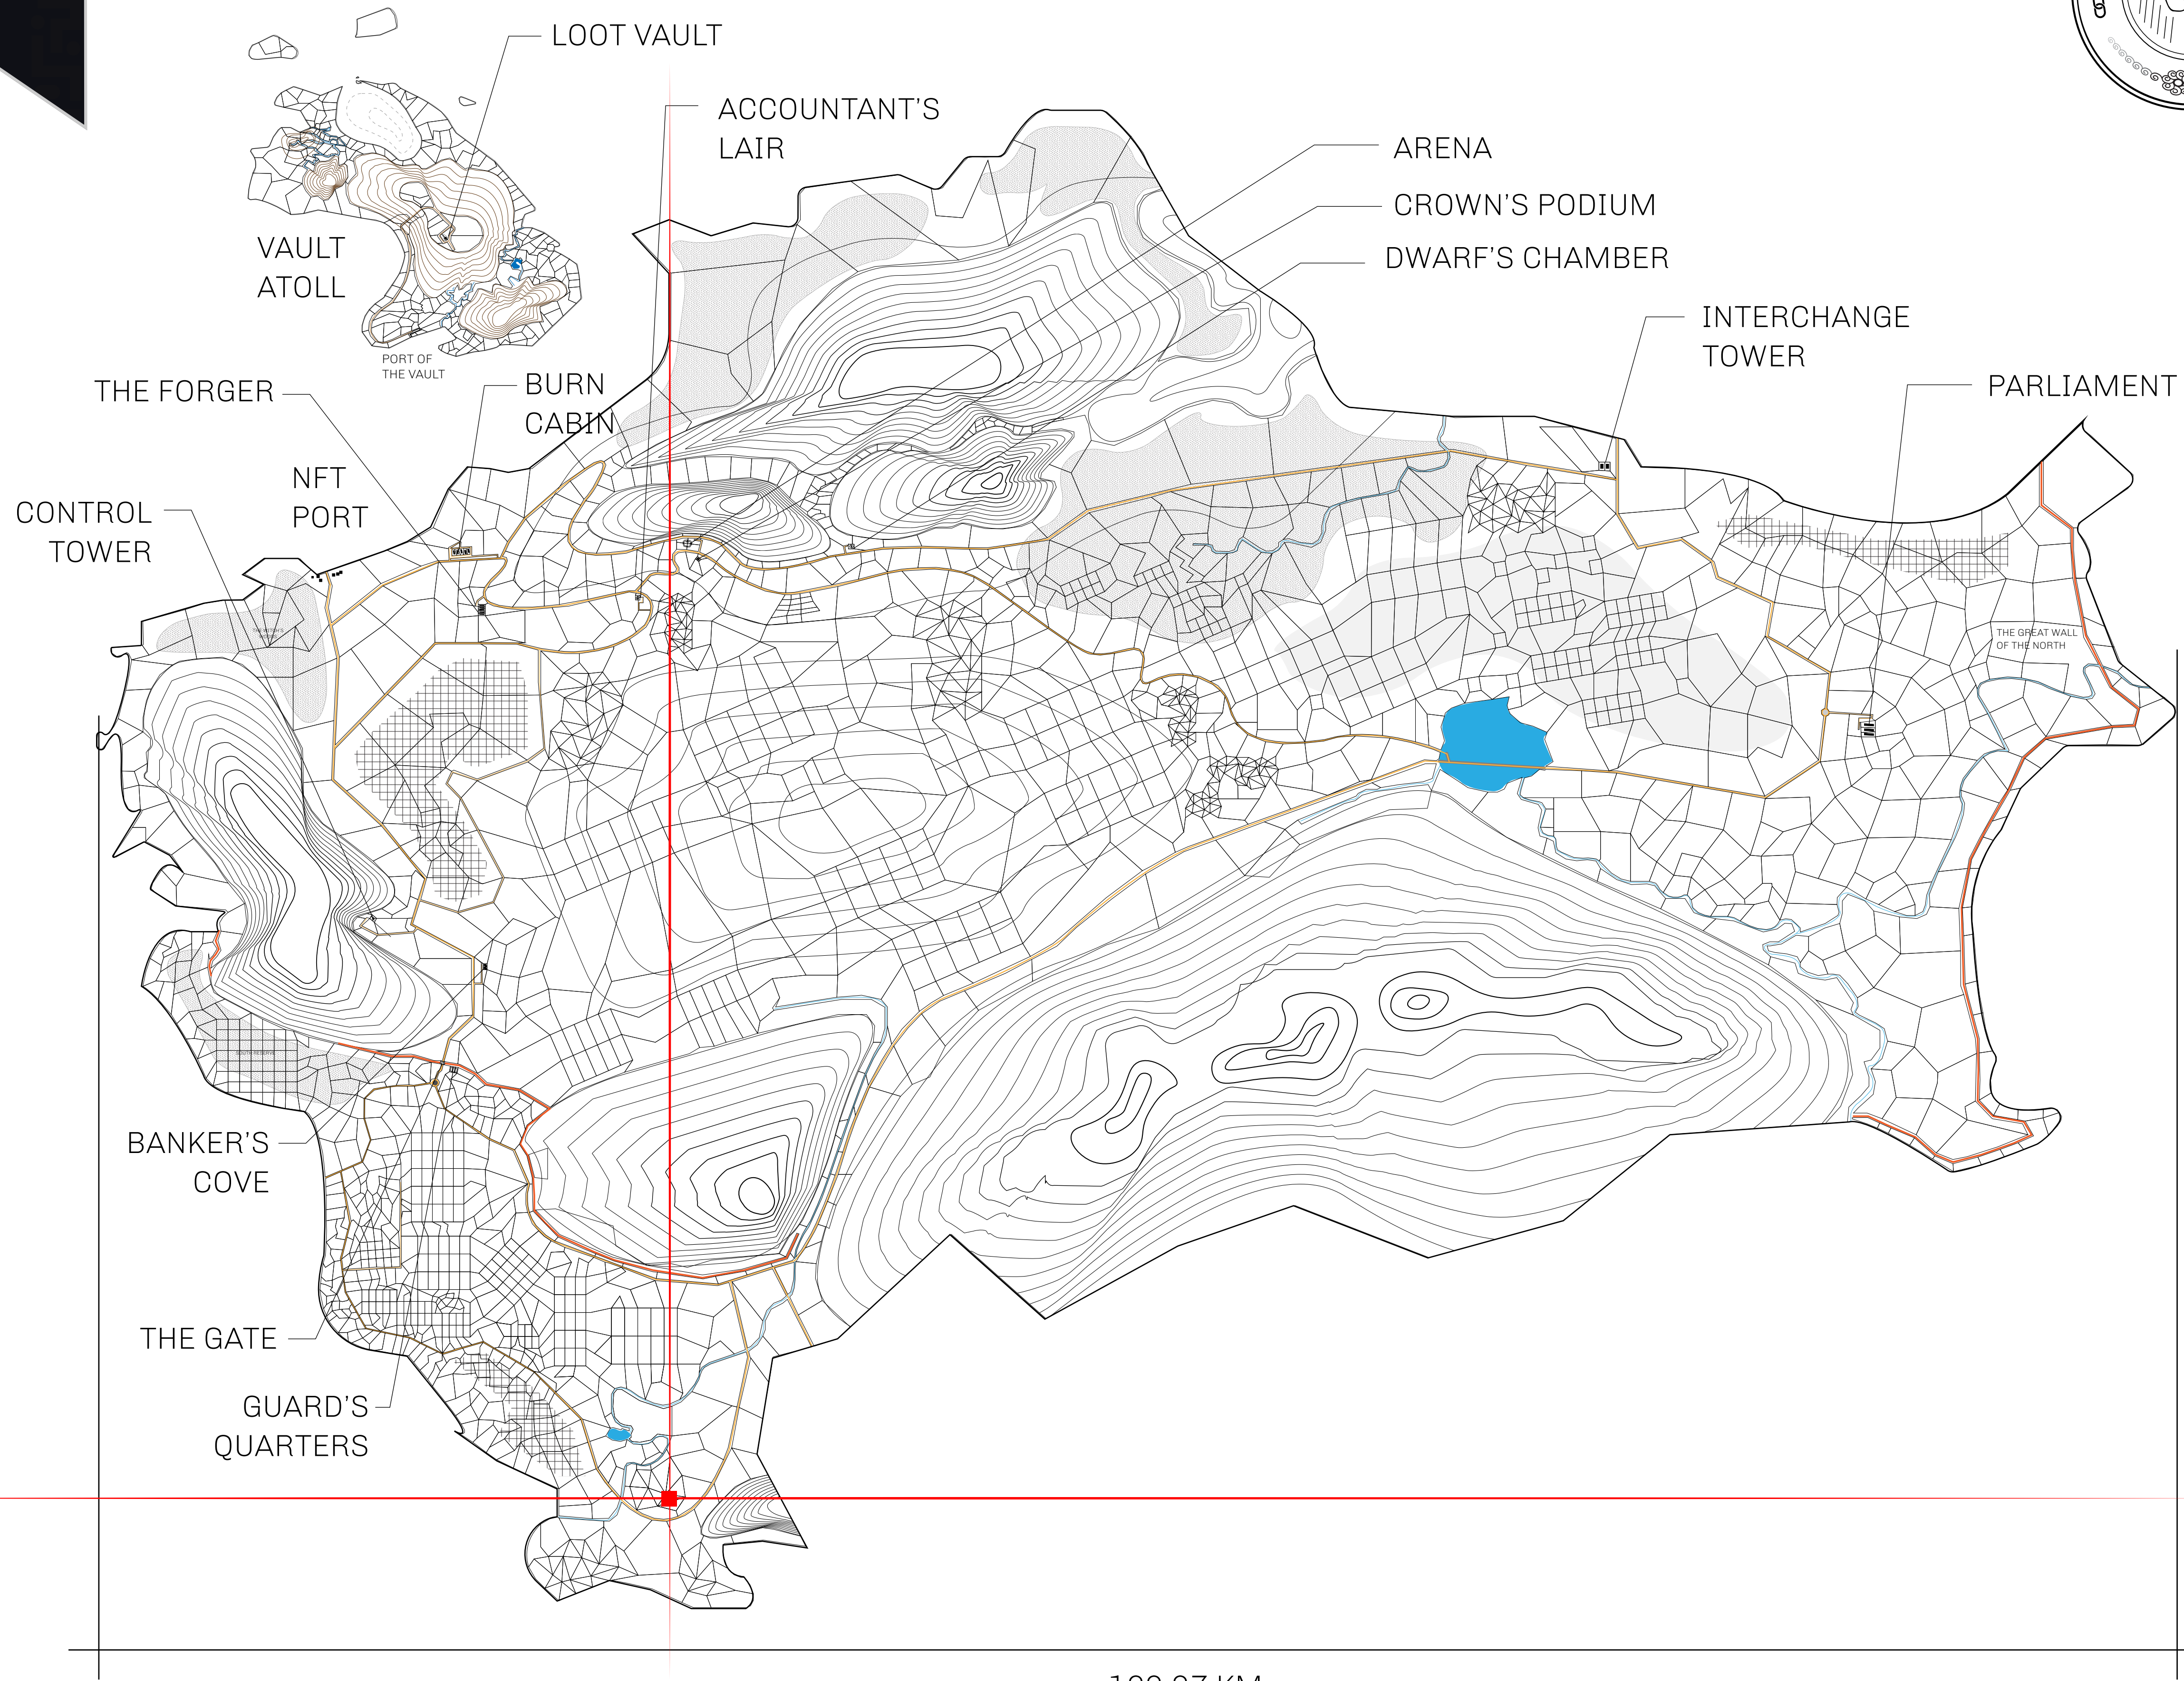 LOOT VAULT
ACCOUNTANT'S
LAIR
ARENA
CROWN'S PODIUM
DWARF'S CHAMBER
VAULT
ATOLL
INTERCHANGE
TOWER
PORT OF
THE VAULT
THE FORGER
BURN
CABIN
PARLIAMENT
NFT
PORT
CONTROL
TOWER
THE GREAT WALL
OF THE NORTH
SOUTH RESERVE
BANKER'S
COVE
THE GATE
GUARD'S
QUARTERS